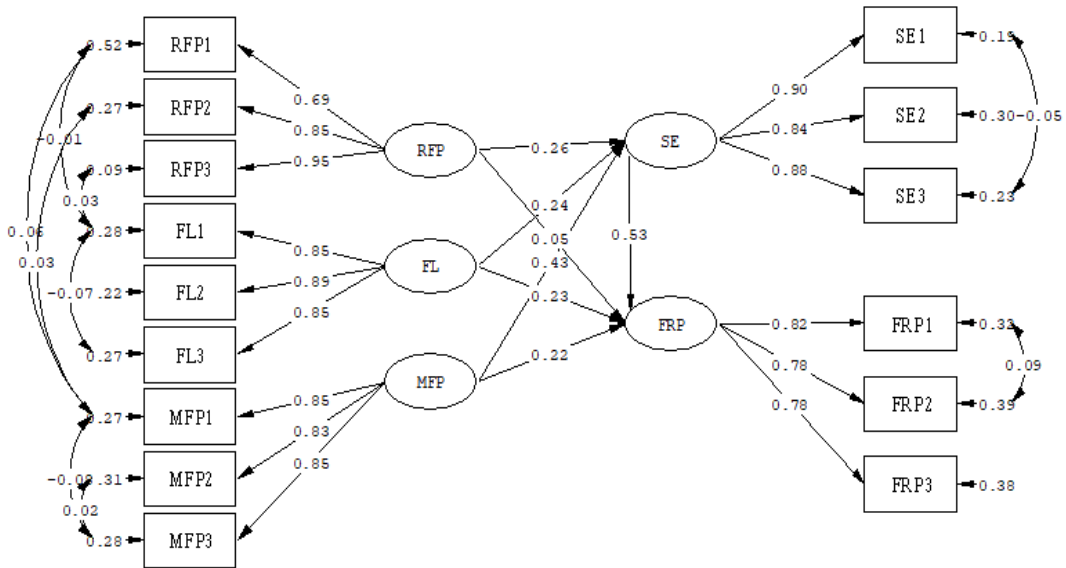 0.52 RFP1
0.27 RFP2
0.09 RFP3
0.28 FL1
-0.07 .22 FL2
0.27 FL3
0.27 MFP1
.31 MFP2
0.28 MFP3
-0.01
0.03
0.06
0.03
0.02
0.69
0.85
0.95
0.85
0.89
0.85
0.85
0.83
0.85
RFP
FL
MFP
0.26
0.24
0.05
0.43
0.53
0.23
0.22
SE
FRP
0.90
0.84
0.88
0.82
0.78
0.78
SE1 0.19
SE2 0.30 -0.05
SE3 0.23
FRP1 0.33
0.09
FRP2 0.39
FRP3 0.38